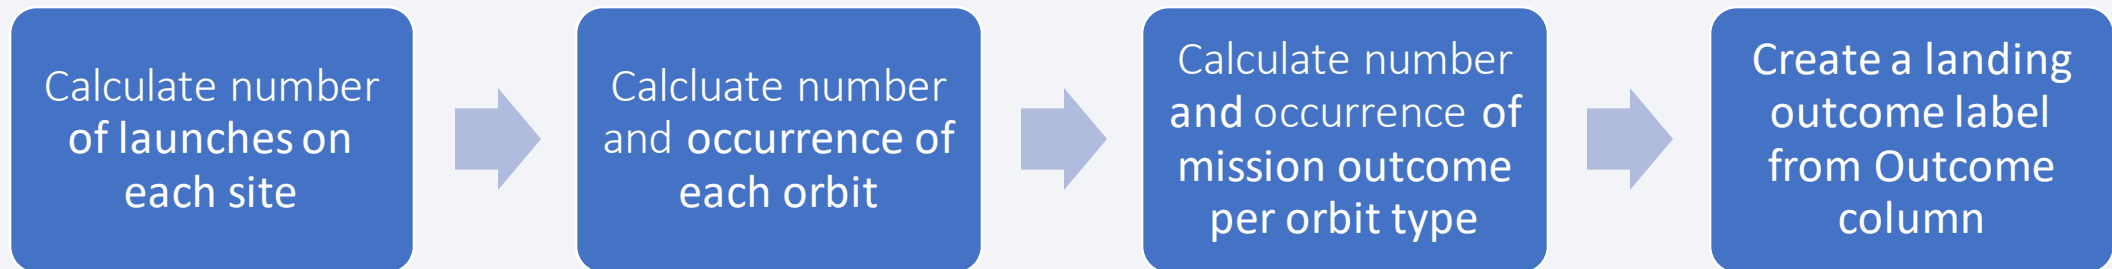 Calculate number
of launches on
each site
Calcluate number
and occurrence of
each orbit
Calculate number
and occurrence of
mission outcome
per orbit type
Create a landing
outcome label
from Outcome
column